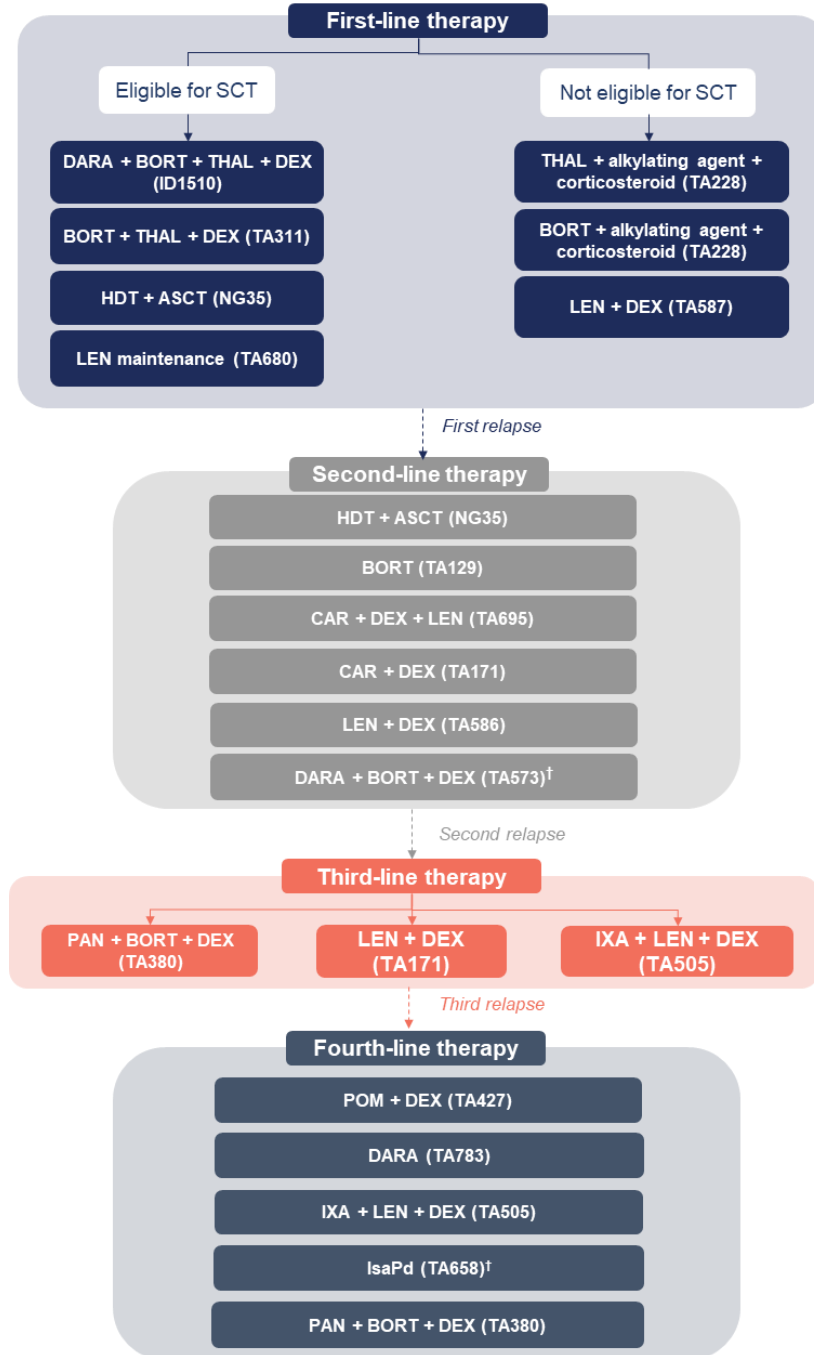 First-line therapy
Eligible for SCT
Not eligible for SCT
DARA + BORT + THAL + DEX
(ID1510)
BORT + THAL + DEX (TA311)
HDT + ASCT (NG35)
LEN maintenance (TA680)
THAL + alkylating agent +
corticosteroid (TA228)
BORT + alkylating agent +
corticosteroid (TA228)
LEN + DEX (TA587)
First relapse
Second-line therapy
HDT + ASCT (NG35)
BORT (TA129)
CAR + DEX + LEN (TA695)
CAR + DEX (TA171)
LEN + DEX (TA586)
DARA + BORT + DEX (TA573)†
Second relapse
Third-line therapy
PAN + BORT + DEX
(TA380)
LEN + DEX
(TA171)
IXA + LEN + DEX
(TA505)
Third relapse
Fourth-line therapy
POM + DEX (TA427)
DARA (TA783)
IXA + LEN + DEX (TA505)
IsaPd (TA658)†
PAN + BORT + DEX (TA380)